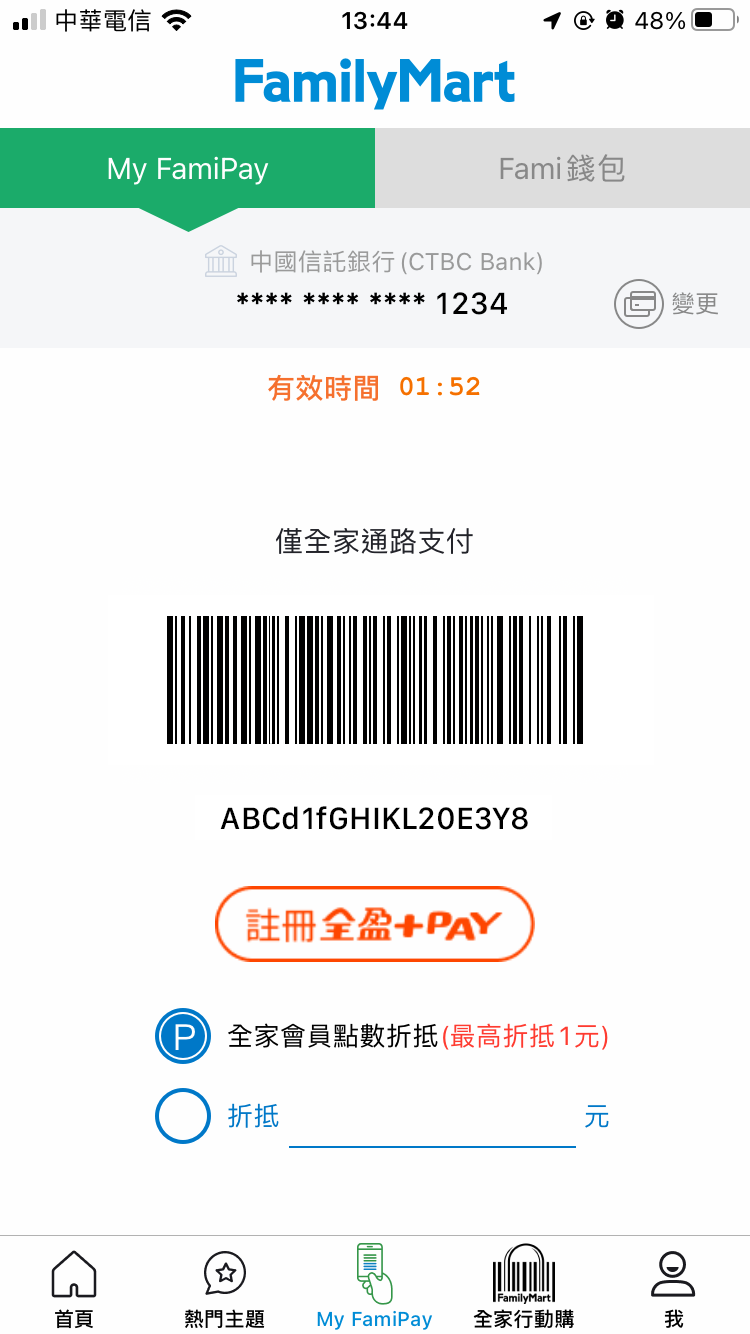 中華電信 13:44 48%
FamilyMart
My FamiPay Fami錢包
中國信託銀行(CTBC Bank)
**** **** **** 1234 變更
有效時間 01:52
僅全家通路支付
ABCd1fGHIKL20E3Y8
註冊全盈+PAY
P 全家會員點數折抵(最高折抵1元)
折抵 元
FamilyMart
首頁 熱門主題 My FamiPay 全家行動購 我